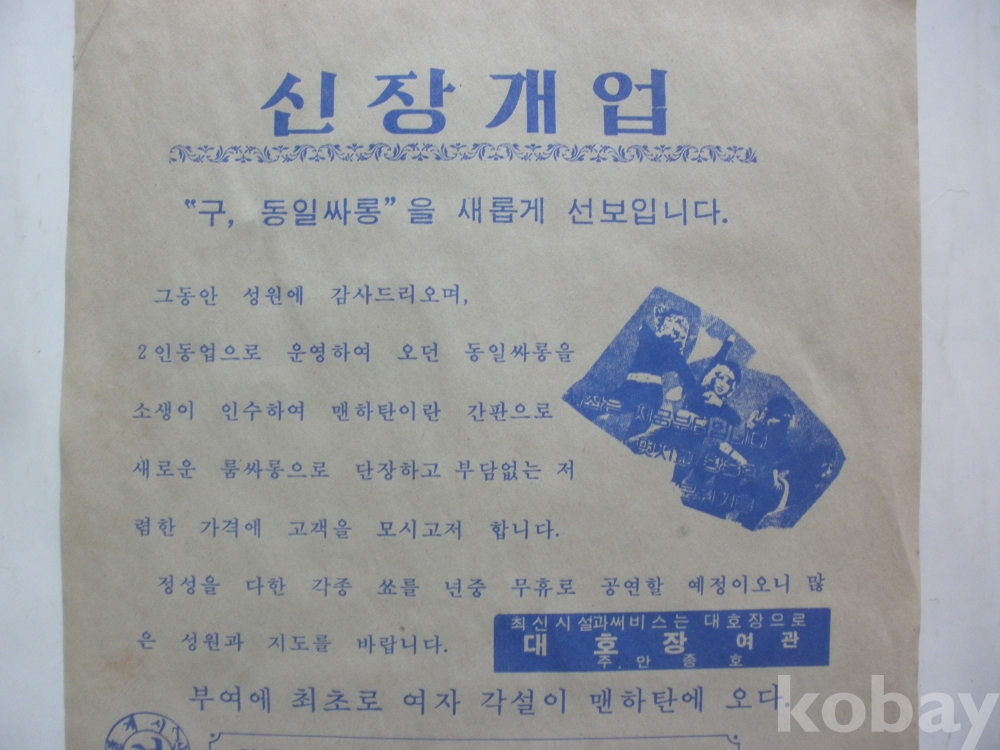 신장개업
“구, 동일싸롱”을 새롭게 선보입니다.
그동안 성원에 감사드리오며,
2인동업으로 운영하여 오던 동일싸롱을
소생이 인수하여 맨하탄이란 간판으로
새로운 룸싸롱으로 단장하고 부담없는 저
렴한 가격에 고객을 모시고저 합니다.
지금부터입니다
정성을 다한 각종 쑈를 년중 무휴로 공연할 예정이오니 많
은 성원과 지도를 바랍니다.
최신시설과써비스는 대호장으로
대호장여관
주.안총호
부여에 최초로 여자 각설이 맨하탄에 오다.
kobay